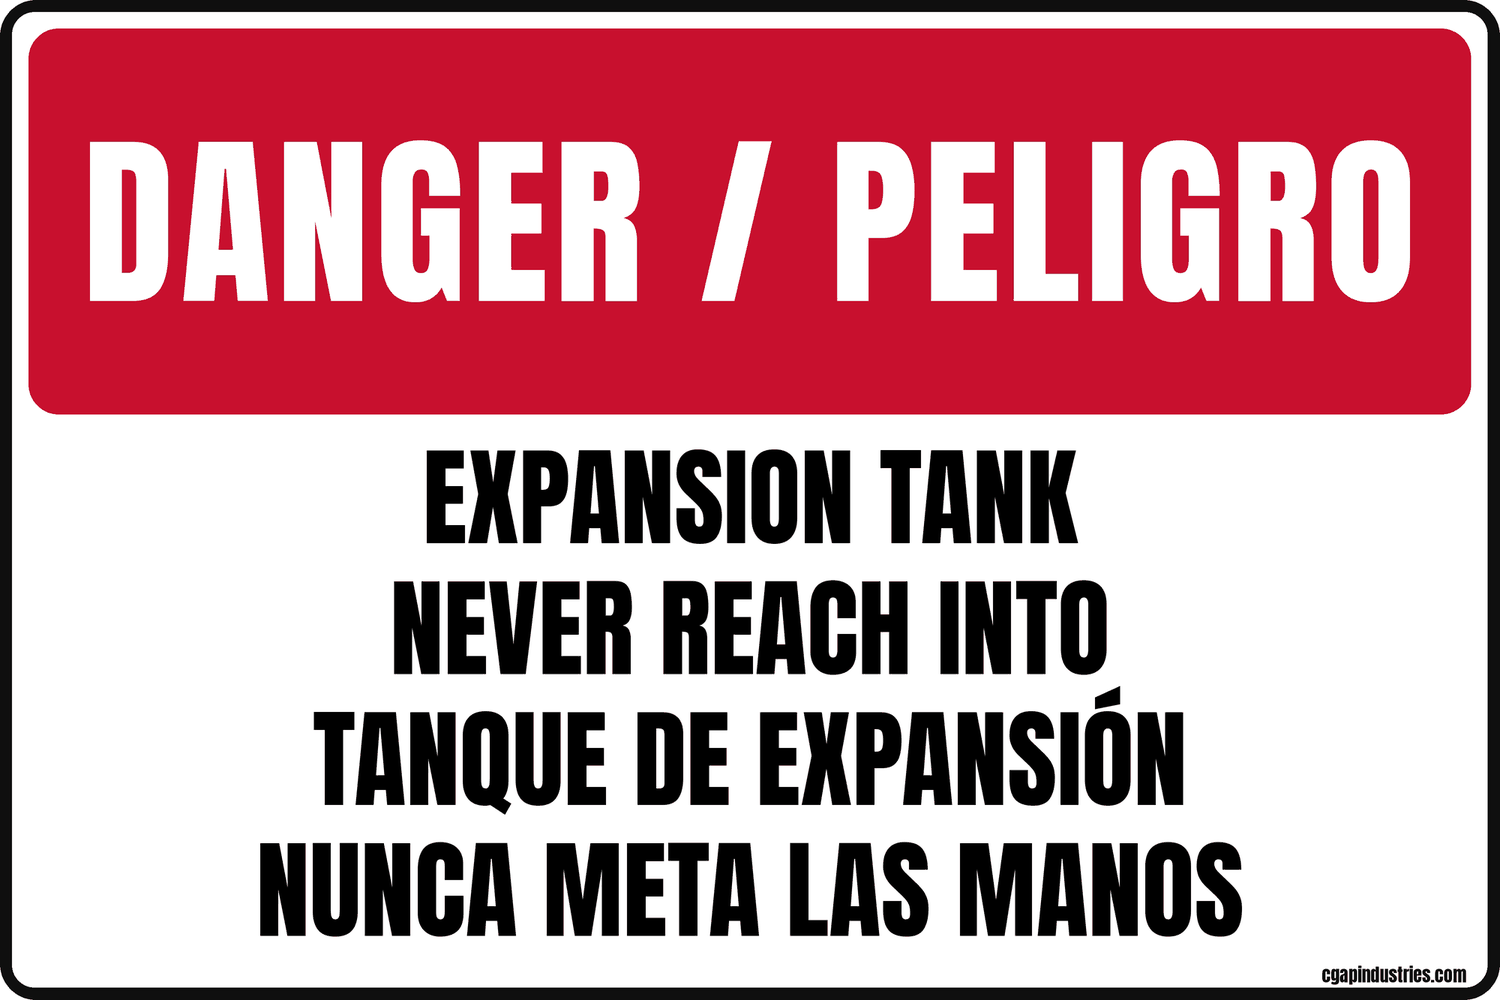 DANGER / PELIGRO
EXPANSION TANK
NEVER REACH INTO
TANQUE DE EXPANSIÓN
NUNCA META LAS MANOS
cgapindustries.com